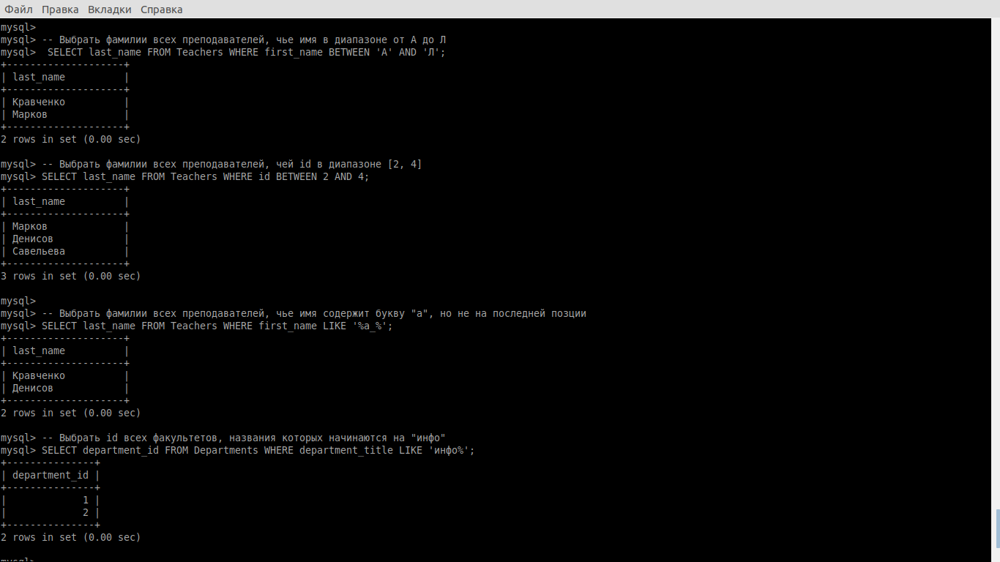 Файл Правка Вкладки Справка
mysql>
mysql> -- Выбрать фамилии всех преподавателей, чье имя в диапазоне от А до Л
mysql>  SELECT last_name FROM Teachers WHERE first_name BETWEEN 'А' AND 'Л';
+--------------------+
| last_name          |
+--------------------+
| Кравченко          |
| Марков             |
+--------------------+
2 rows in set (0.00 sec)
mysql> -- Выбрать фамилии всех преподавателей, чей id в диапазоне [2, 4]
mysql> SELECT last_name FROM Teachers WHERE id BETWEEN 2 AND 4;
+--------------------+
| last_name          |
+--------------------+
| Марков             |
| Денисов            |
| Савельева          |
+--------------------+
3 rows in set (0.00 sec)
mysql>
mysql> -- Выбрать фамилии всех преподавателей, чье имя содержит букву "а", но не на последней позции
mysql> SELECT last_name FROM Teachers WHERE first_name LIKE '%а_%';
+--------------------+
| last_name          |
+--------------------+
| Кравченко          |
| Денисов            |
+--------------------+
2 rows in set (0.00 sec)
mysql> -- Выбрать id всех факультетов, названия которых начинаются на "инфо"
mysql> SELECT department_id FROM Departments WHERE department_title LIKE 'инфо%';
+---------------+
| department_id |
+---------------+
|             1 |
|             2 |
+---------------+
2 rows in set (0.00 sec)
mysql>